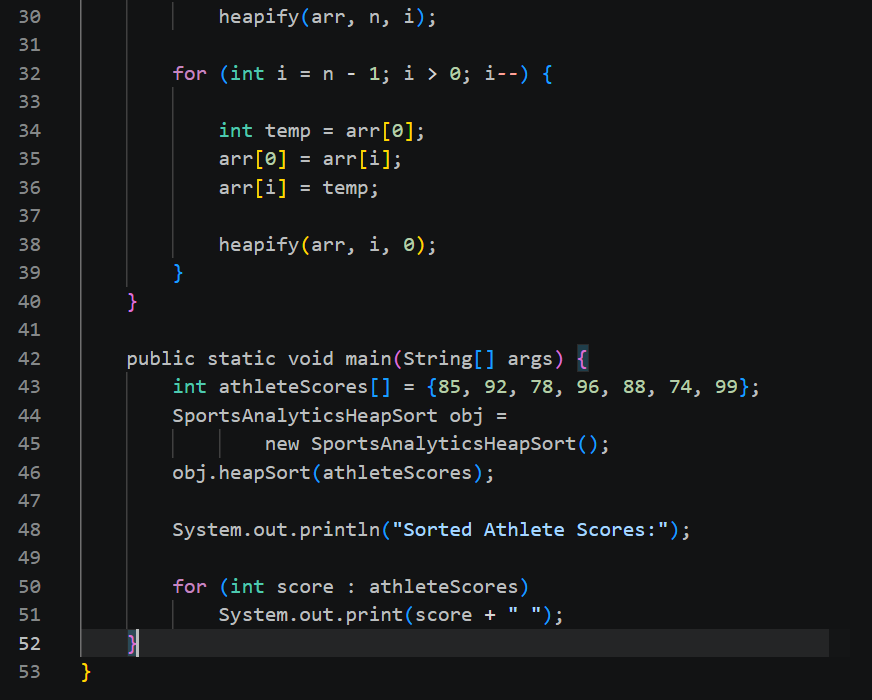 30 heapify(arr, n, i);
31
32 for (int i = n - 1; i > 0; i--) {
33
34 int temp = arr[0];
35 arr[0] = arr[i];
36 arr[i] = temp;
37
38 heapify(arr, i, 0);
39 }
40 }
41
42 public static void main(String[] args) {
43 int athleteScores[] = {85, 92, 78, 96, 88, 74, 99};
44 SportsAnalyticsHeapSort obj =
45 new SportsAnalyticsHeapSort();
46 obj.heapSort(athleteScores);
47
48 System.out.println("Sorted Athlete Scores:");
49
50 for (int score : athleteScores)
51 System.out.print(score + " ");
52 }
53 }